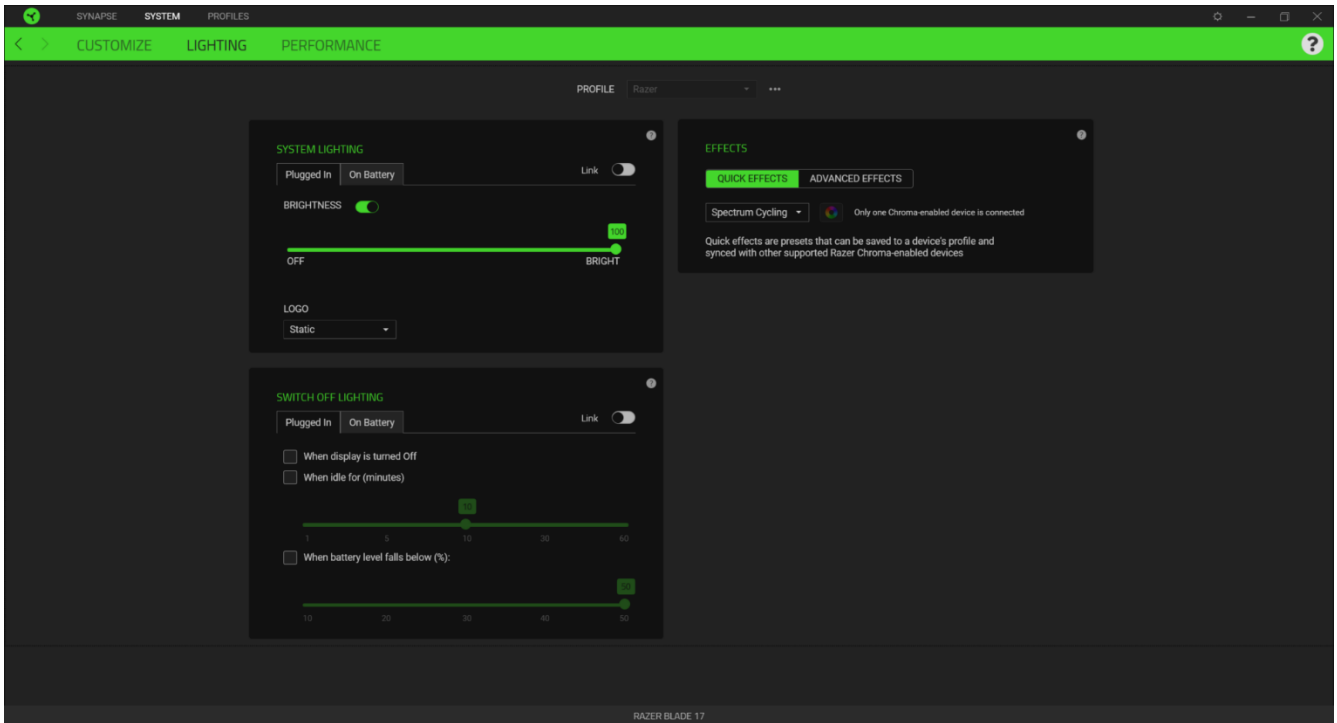 SYNAPSE SYSTEM PROFILES
CUSTOMIZE LIGHTING PERFORMANCE ?
PROFILE Razer
SYSTEM LIGHTING ?
Plugged In On Battery Link
BRIGHTNESS
100
OFF BRIGHT
LOGO
Static
EFFECTS ?
QUICK EFFECTS ADVANCED EFFECTS
Spectrum Cycling Only one Chroma-enabled device is connected
Quick effects are presets that can be saved to a device's profile and
synced with other supported Razer Chroma-enabled devices
SWITCH OFF LIGHTING ?
Plugged In On Battery Link
When display is turned Off
When idle for (minutes)
10
1 5 10 30 60
When battery level falls below (%):
50
10 20 30 40 50
RAZER BLADE 17